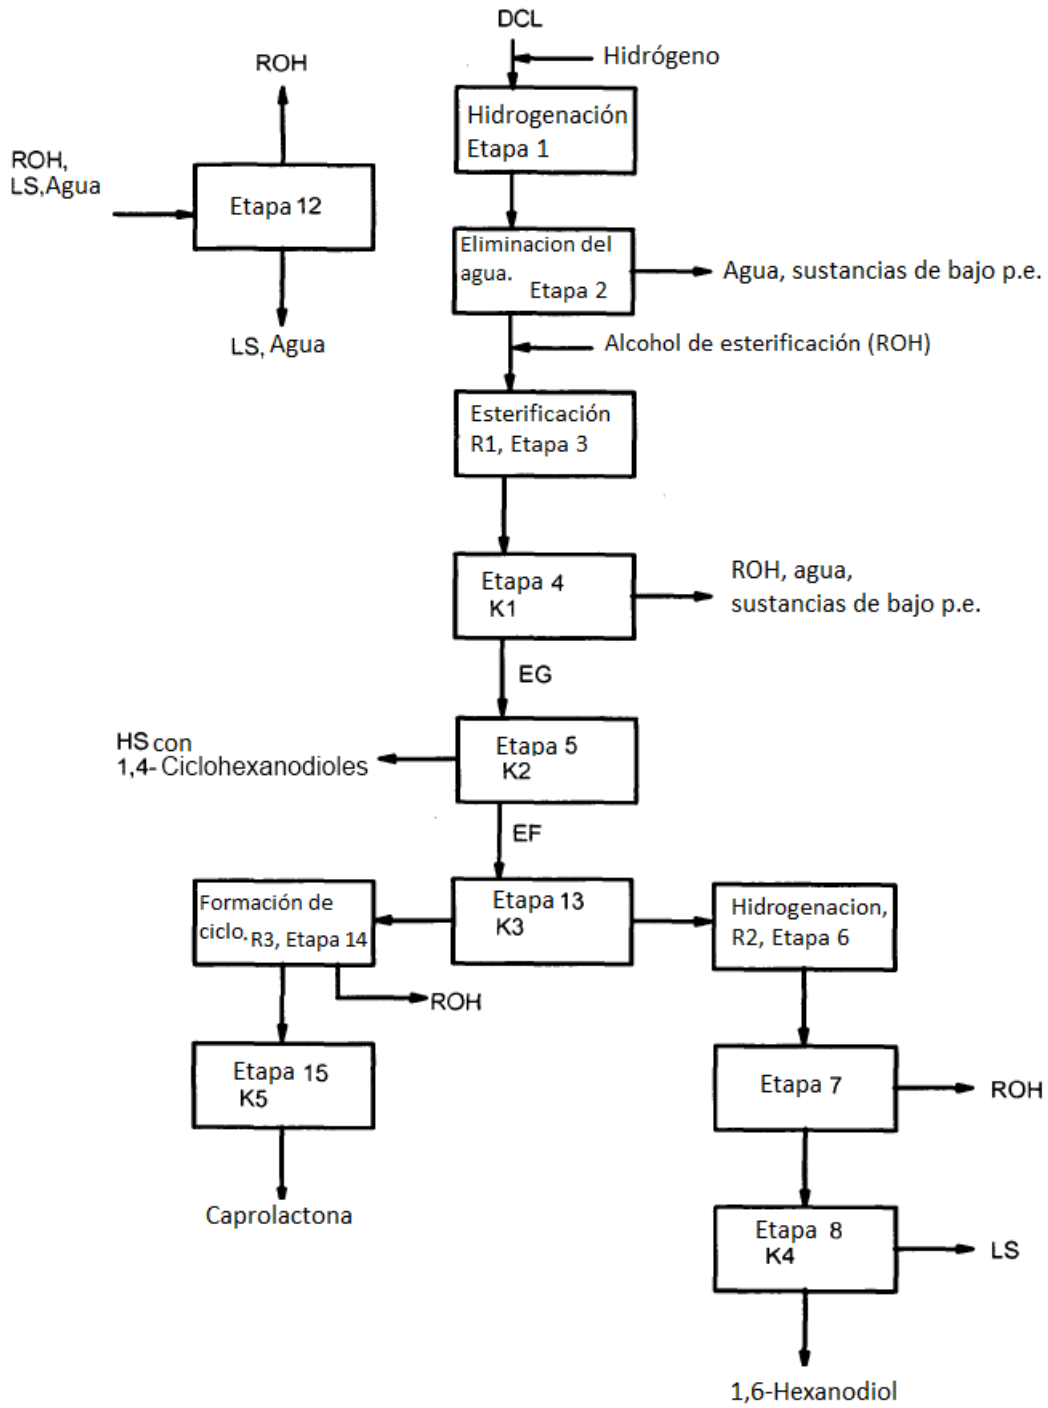 DCL
Hidrógeno
Hidrogenación
Etapa 1
ROH
ROH,
LS,Agua
Etapa 12
LS, Agua
Eliminacion del
agua.
Etapa 2
Agua, sustancias de bajo p.e.
Alcohol de esterificación (ROH)
Esterificación
R1, Etapa 3
Etapa 4
K1
ROH, agua,
sustancias de bajo p.e.
EG
Etapa 5
K2
HS con
1,4- Ciclohexanodioles
EF
Etapa 13
K3
Formación de
ciclo. R3, Etapa 14
ROH
Etapa 15
K5
Caprolactona
Hidrogenacion,
R2, Etapa 6
Etapa 7
ROH
Etapa 8
K4
LS
1,6-Hexanodiol